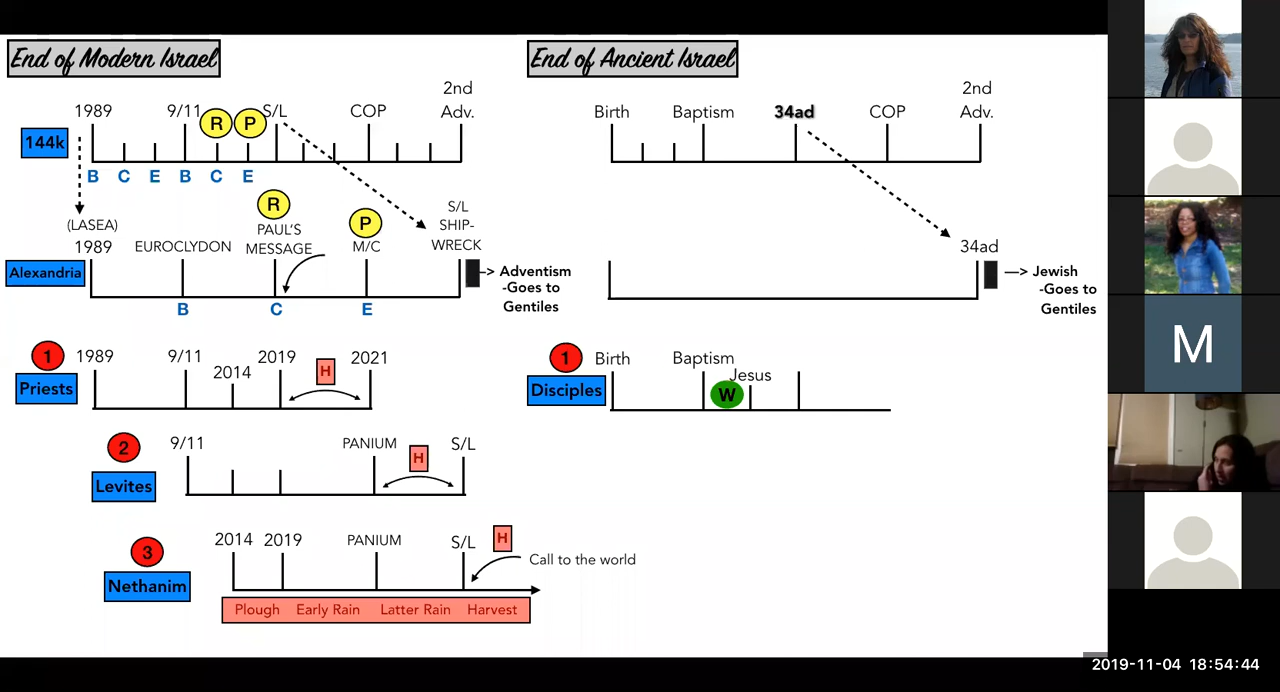 End of Modern Israel
End of Ancient Israel
2nd
1989 9/11 S/L COP Adv.
R P
144k
B C E B C E
2nd
Birth Baptism 34ad COP Adv.
(LASEA)
1989 EUROCLYDON
R
PAUL'S
MESSAGE
P
M/C
S/L
SHIP-
WRECK
Alexandria
B C E
Adventism
-Goes to
Gentiles
34ad
Jewish
-Goes to
Gentiles
1
Priests
1989 9/11 2014 2019 H 2021
1
Disciples
Birth Baptism
Jesus
W
2
Levites
9/11 PANIUM H S/L
3
Nethanim
2014 2019 PANIUM S/L H
Call to the world
Plough Early Rain Latter Rain Harvest
M
2019-11-04 18:54:44